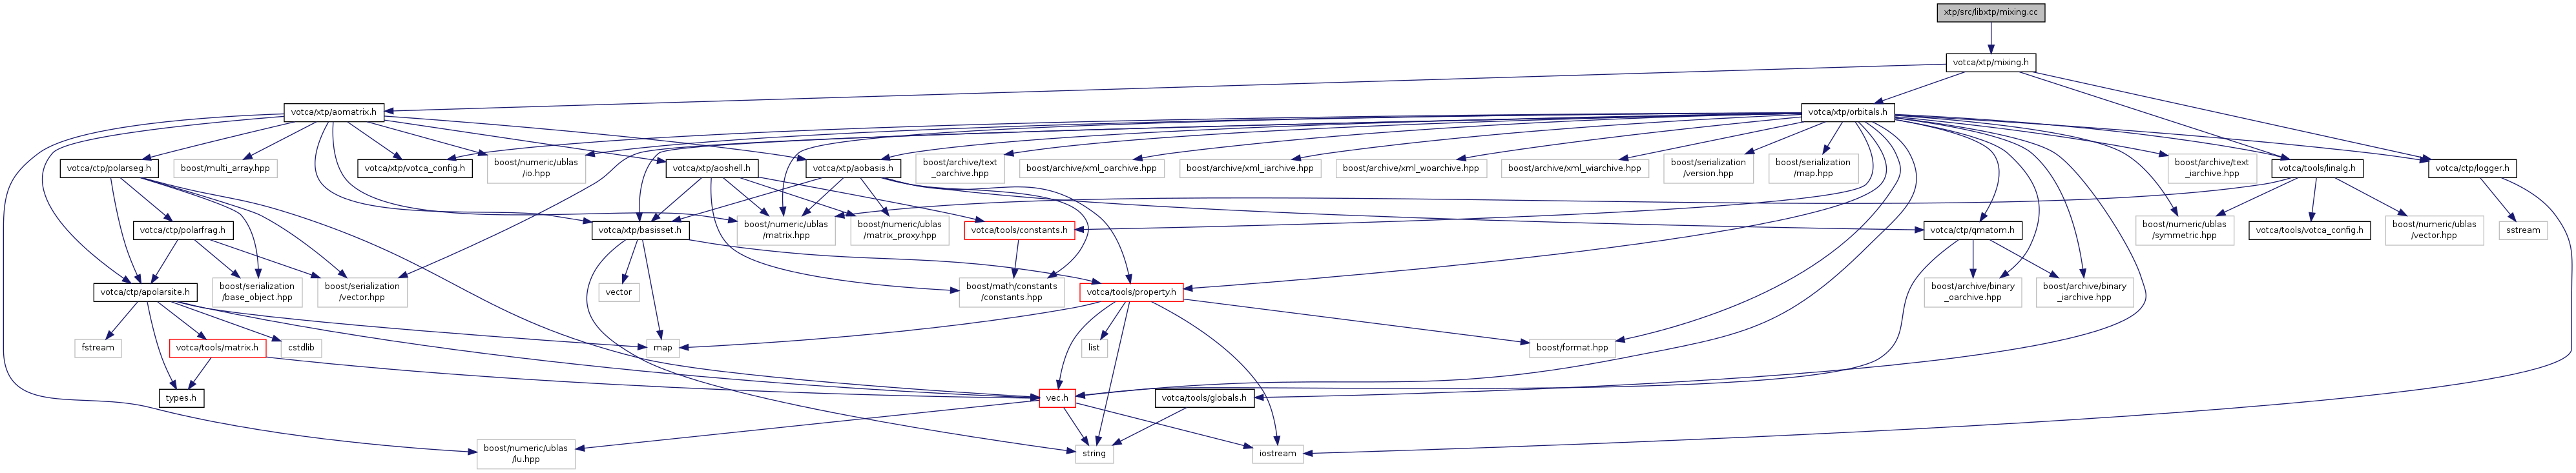 xtp/src/libxtp/mixing.cc
votca/xtp/mixing.h
votca/xtp/aomatrix.h
votca/xtp/orbitals.h
votca/ctp/polarseg.h
boost/multi_array.hpp
votca/xtp/votca_config.h
boost/numeric/ublas
/io.hpp
votca/xtp/aoshell.h
votca/xtp/aobasis.h
boost/archive/text
_oarchive.hpp
boost/archive/xml_oarchive.hpp
boost/archive/xml_iarchive.hpp
boost/archive/xml_woarchive.hpp
boost/archive/xml_wiarchive.hpp
boost/serialization
/version.hpp
boost/serialization
/map.hpp
boost/archive/text
_iarchive.hpp
votca/tools/linalg.h
votca/ctp/logger.h
votca/ctp/polarfrag.h
votca/xtp/basisset.h
boost/numeric/ublas
/matrix.hpp
boost/numeric/ublas
/matrix_proxy.hpp
votca/tools/constants.h
votca/ctp/qmatom.h
boost/numeric/ublas
/symmetric.hpp
votca/tools/votca_config.h
boost/numeric/ublas
/vector.hpp
sstream
votca/ctp/apolarsite.h
boost/serialization
/base_object.hpp
boost/serialization
/vector.hpp
vector
boost/math/constants
/constants.hpp
votca/tools/property.h
boost/archive/binary
_oarchive.hpp
boost/archive/binary
_iarchive.hpp
fstream
votca/tools/matrix.h
cstdlib
map
list
boost/format.hpp
types.h
vec.h
votca/tools/globals.h
boost/numeric/ublas
/lu.hpp
string
iostream